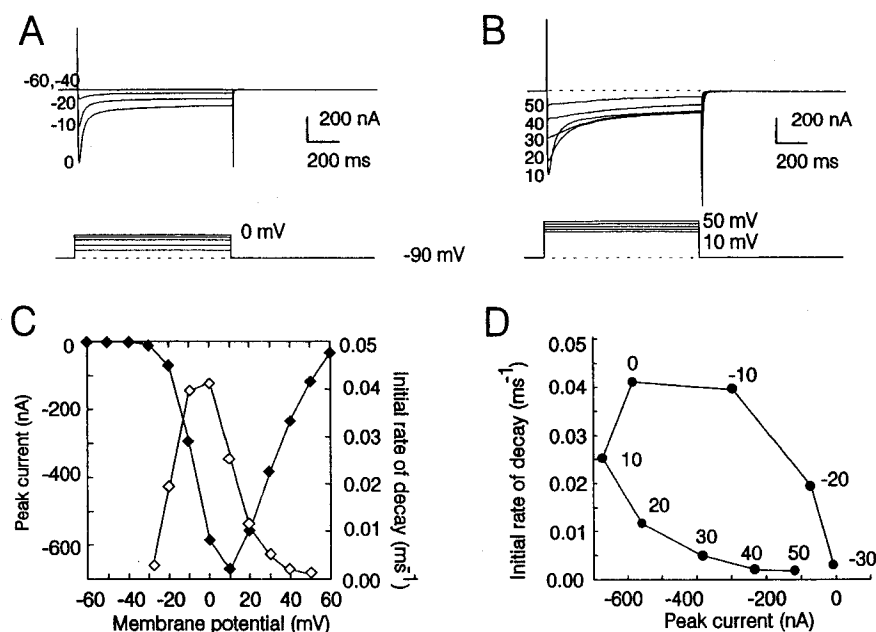 A
-60,-40
-20
-10
0
200 nA
200 ms
0 mV
-90 mV
B
50
40
30
20
10
200 nA
200 ms
50 mV
10 mV
C
0
-200
-400
-600
Peak current (nA)
0.05
0.04
0.03
0.02
0.01
0.00
Initial rate of decay (ms⁻¹)
-60 -40 -20 0 20 40 60
Membrane potential (mV)
D
0.05
0.04
0.03
0.02
0.01
0.00
Initial rate of decay (ms⁻¹)
0
-10
10
-20
20
30
40
50
-30
-600 -400 -200 0
Peak current (nA)